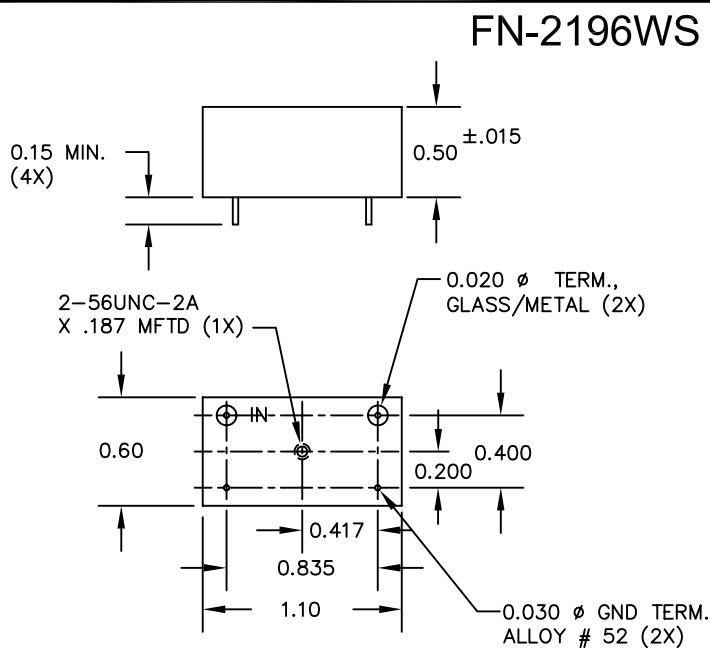 FN-2196WS
0.15 MIN.
(4X)
±.015
0.50
2-56UNC-2A
X .187 MFTD (1X)
0.020 ø TERM.,
GLASS/METAL (2X)
IN
0.60
0.400
0.200
0.417
0.835
1.10
0.030 ø GND TERM.
ALLOY # 52 (2X)